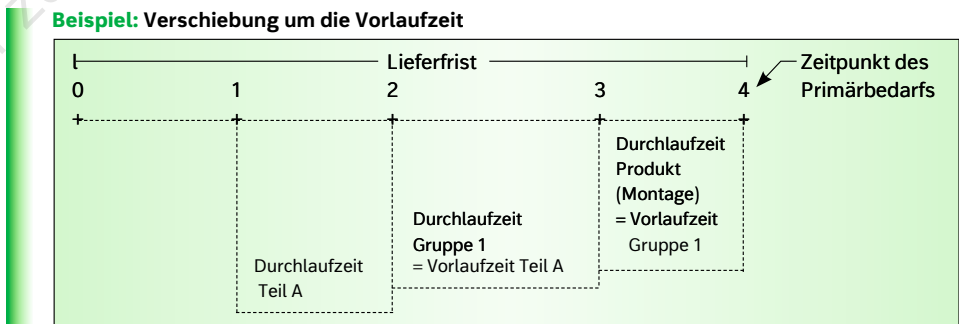 Beispiel: Verschiebung um die Vorlaufzeit
Lieferfrist
Zeitpunkt des
Primärbedarfs
0 1 2 3 4
Durchlaufzeit
Produkt
(Montage)
= Vorlaufzeit
Gruppe 1
Durchlaufzeit
Gruppe 1
= Vorlaufzeit Teil A
Durchlaufzeit
Teil A